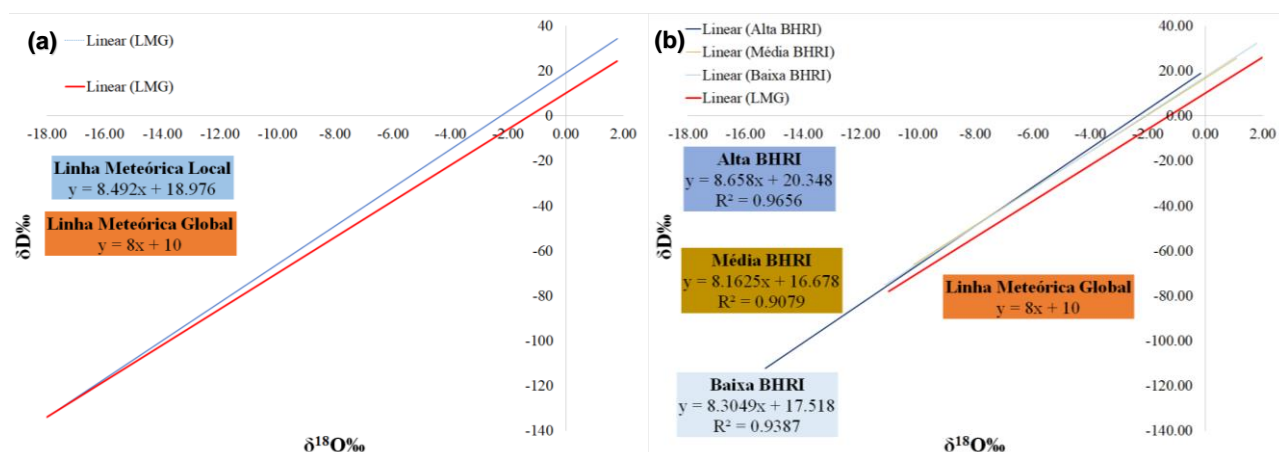 (a)
Linear (LMG)
Linear (LMG)
40
20
0
-18.00
-16.00
-14.00
-12.00
-10.00
-8.00
-6.00
-4.00
-2.00
0.00
2.00
-20
-40
-60
-80
-100
-120
-140
Linha Meteórica Local
y = 8.492x + 18.976
Linha Meteórica Global
y = 8x + 10
δD‰
δ¹⁸O‰
(b)
Linear (Alta BHRI)
Linear (Média BHRI)
Linear (Baixa BHRI)
Linear (LMG)
40.00
20.00
0.00
-18.00
-16.00
-14.00
-12.00
-10.00
-8.00
-6.00
-4.00
-2.00
0.00
2.00
-20.00
-40.00
-60.00
-80.00
-100.00
-120.00
-140.00
Alta BHRI
y = 8.658x + 20.348
R² = 0.9656
Média BHRI
y = 8.1625x + 16.678
R² = 0.9079
Linha Meteórica Global
y = 8x + 10
Baixa BHRI
y = 8.3049x + 17.518
R² = 0.9387
δD‰
δ¹⁸O‰